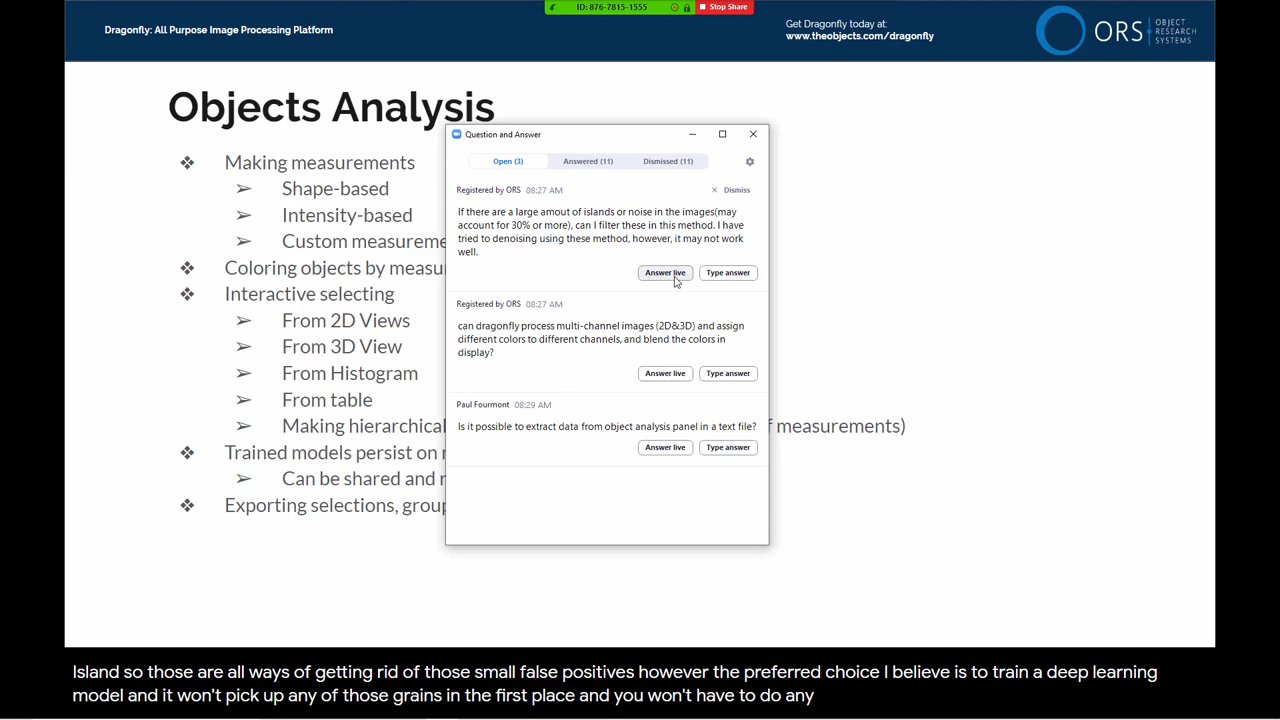 ID: 876-7815-1555
Stop Share
Dragonfly: All Purpose Image Processing Platform
Get Dragonfly today at:
www.theobjects.com/dragonfly
ORS
OBJECT
RESEARCH
SYSTEMS
Objects Analysis
Making measurements
Shape-based
Intensity-based
Custom measureme
Coloring objects by measu
Interactive selecting
From 2D Views
From 3D View
From Histogram
From table
Making hierarchical
f measurements)
Trained models persist on
Can be shared and r
Exporting selections, group
Question and Answer
Open (3)
Answered (11)
Dismissed (11)
Registered by ORS 08:27 AM
Dismiss
If there are a large amout of islands or noise in the images(may
account for 30% or more), can I filter these in this method. I have
tried to denoising using these method, however, it may not work
well.
Answer live
Type answer
Registered by ORS 08:27 AM
can dragonfly process multi-channel images (2D&3D) and assign
different colors to different channels, and blend the colors in
display?
Answer live
Type answer
Paul Fourmont 08:29 AM
Is it possible to extract data from object analysis panel in a text file?
Answer live
Type answer
Island so those are all ways of getting rid of those small false positives however the preferred choice I believe is to train a deep learning
model and it won't pick up any of those grains in the first place and you won't have to do any